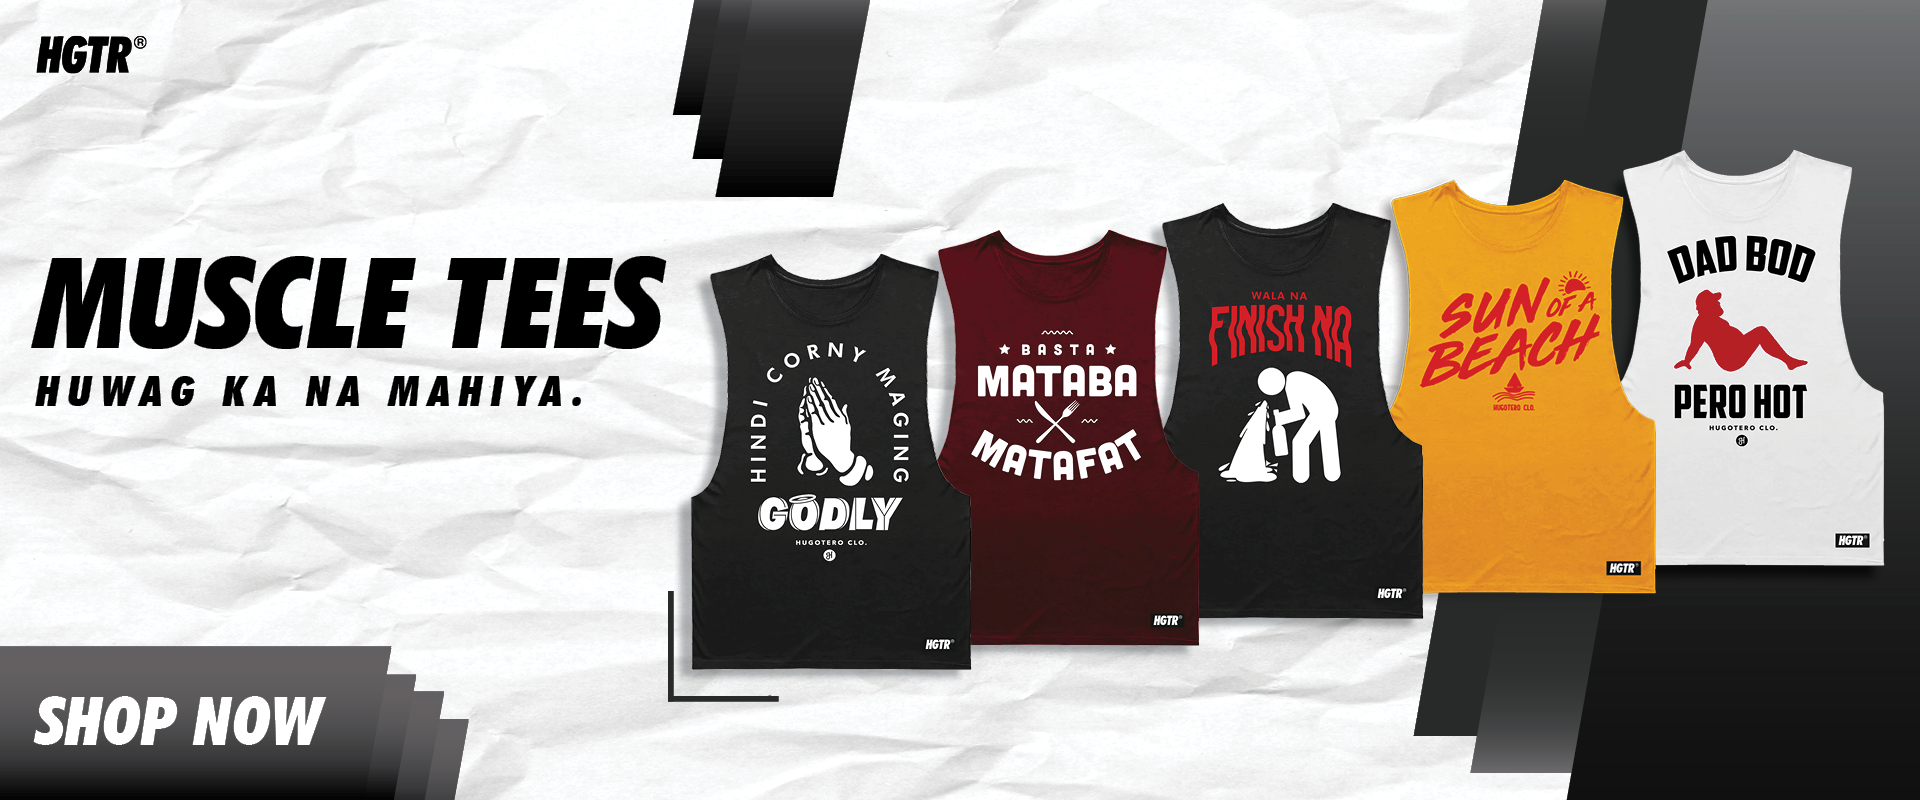 HGTR®
MUSCLE TEES
HUWAG KA NA MAHIYA.
SHOP NOW
HINDI CORNY MAGING
GODLY
HUGOTERO CLO.
H
HGTR®
BASTA
MATABA
MATAFAT
HGTR®
WALA NA
FINISH NA
HGTR®
SUN OF A
BEACH
HUGOTERO CLO.
HGTR®
DAD BOD
PERO HOT
HUGOTERO CLO.
H
HGTR®